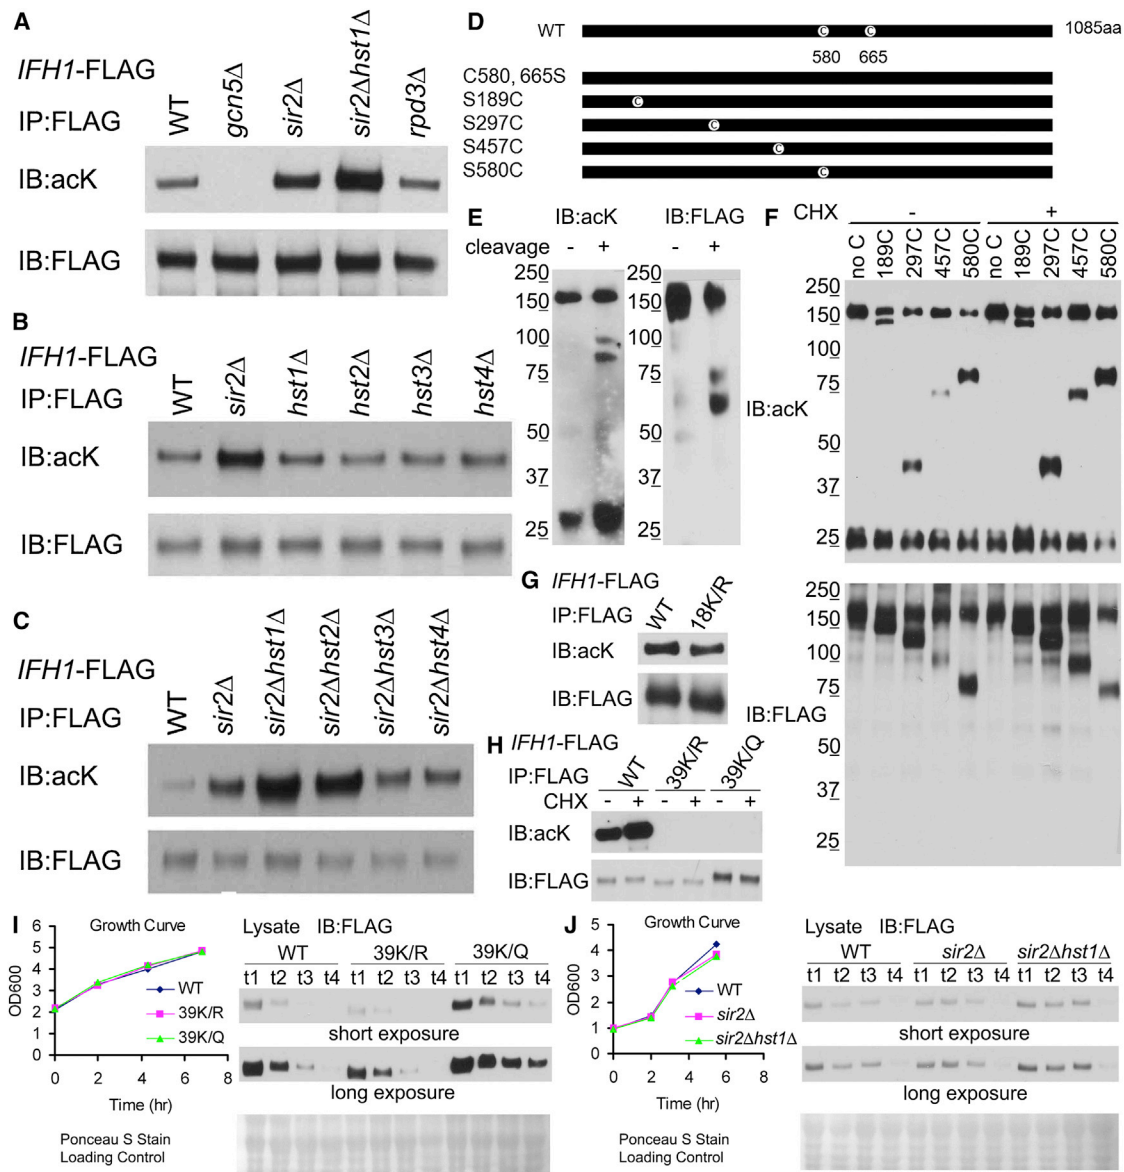 A
IFH1-FLAG
IP:FLAG
WT
gcn5Δ
sir2Δ
sir2Δhst1Δ
rpd3Δ
IB:acK
IB:FLAG
B
IFH1-FLAG
IP:FLAG
WT
sir2Δ
hst1Δ
hst2Δ
hst3Δ
hst4Δ
IB:acK
IB:FLAG
C
IFH1-FLAG
IP:FLAG
WT
sir2Δ
sir2Δhst1Δ
sir2Δhst2Δ
sir2Δhst3Δ
sir2Δhst4Δ
IB:acK
IB:FLAG
D
WT
C
C
1085aa
580 665
C580, 665S
S189C
C
S297C
C
S457C
C
S580C
C
E
IB:acK IB:FLAG
cleavage - + - +
250
150
100
75
50
37
25
250
150
100
75
50
37
25
F
CHX - +
no C
189C
297C
457C
580C
no C
189C
297C
457C
580C
250
150
100
75
50
37
25
IB:acK
250
150
100
75
50
37
25
IB:FLAG
G
IFH1-FLAG
IP:FLAG
WT
18K/R
IB:acK
IB:FLAG
H
IFH1-FLAG
IP:FLAG
WT
39K/R
39K/Q
CHX - + - + - +
IB:acK
IB:FLAG
I
Growth Curve
OD600
6
5
4
3
2
1
0
WT
39K/R
39K/Q
0 2 4 6 8
Time (hr)
Lysate IB:FLAG
WT 39K/R 39K/Q
t1 t2 t3 t4 t1 t2 t3 t4 t1 t2 t3 t4
short exposure
long exposure
Ponceau S Stain
Loading Control
J
Growth Curve
OD600
5
4
3
2
1
0
WT
sir2Δ
sir2Δhst1Δ
0 2 4 6 8
Time (hr)
Lysate IB:FLAG
WT sir2Δ sir2Δhst1Δ
t1 t2 t3 t4 t1 t2 t3 t4 t1 t2 t3 t4
short exposure
long exposure
Ponceau S Stain
Loading Control